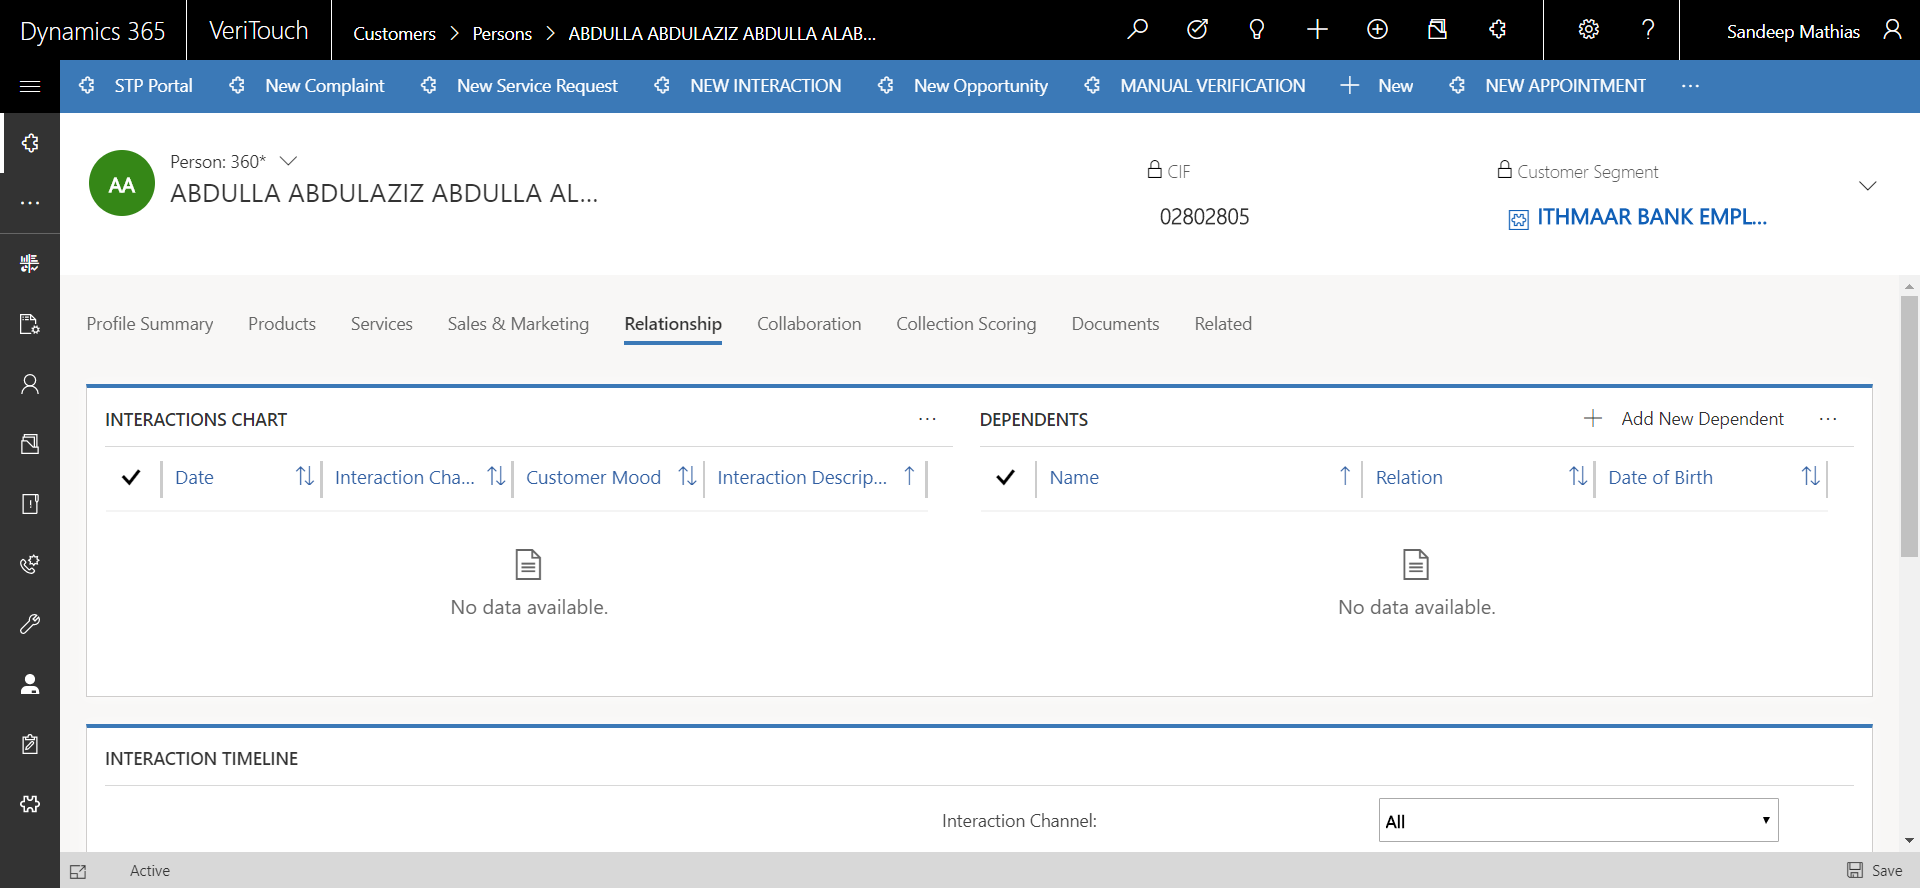 Dynamics 365
VeriTouch
Customers > Persons > ABDULLA ABDULAZIZ ABDULLA ALAB...
Sandeep Mathias
STP Portal
New Complaint
New Service Request
NEW INTERACTION
New Opportunity
MANUAL VERIFICATION
New
NEW APPOINTMENT
...
AA
Person: 360*
ABDULLA ABDULAZIZ ABDULLA AL...
CIF
02802805
Customer Segment
ITHMAAR BANK EMPL...
Profile Summary
Products
Services
Sales & Marketing
Relationship
Collaboration
Collection Scoring
Documents
Related
INTERACTIONS CHART
...
Date
Interaction Cha...
Customer Mood
Interaction Descrip...
No data available.
DEPENDENTS
Add New Dependent
...
Name
Relation
Date of Birth
No data available.
INTERACTION TIMELINE
Interaction Channel:
All
Active
Save